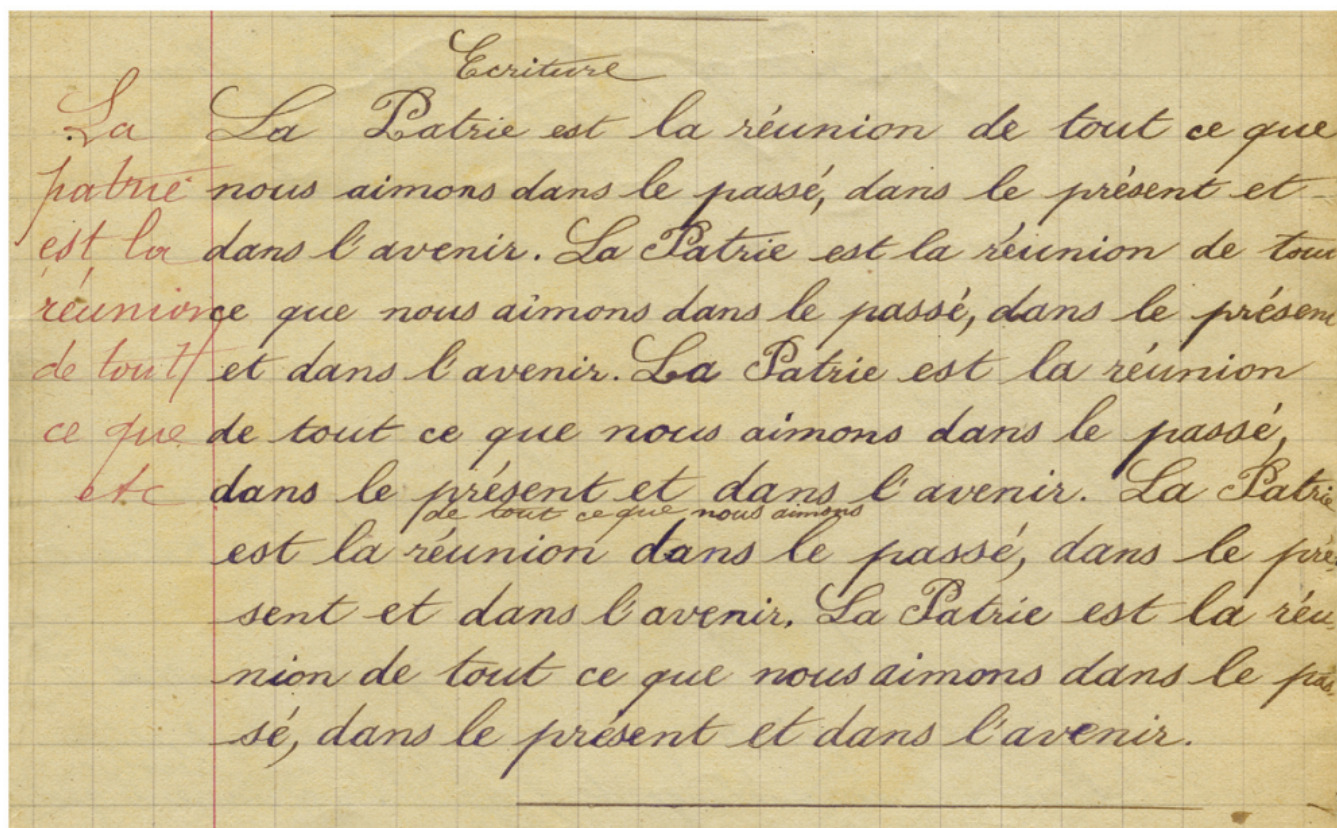 Ecriture
La Patrie est la réunion de tout ce que
nous aimons dans le passé, dans le présent et
dans l'avenir. La Patrie est la réunion de tout
ce que nous aimons dans le passé, dans le présent
et dans l'avenir. La Patrie est la réunion
de tout ce que nous aimons dans le passé,
dans le présent et dans l'avenir. La Patrie
de tout ce que nous aimons
est la réunion dans le passé, dans le pré-
sent et dans l'avenir. La Patrie est la réu-
nion de tout ce que nous aimons dans le pas-
sé, dans le présent et dans l'avenir.
La
patrie
est la
réunion
de tout
ce que
etc